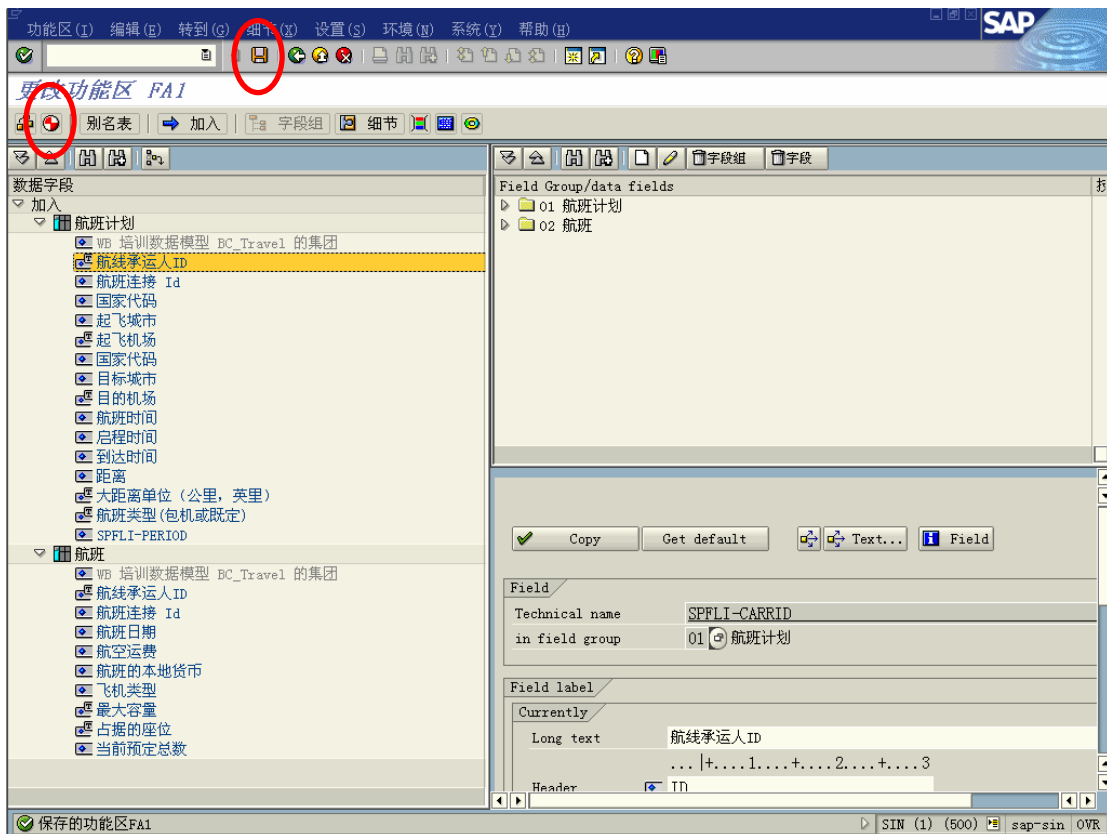 功能区(I) 编辑(E) 转到(G) 细节(X) 设置(S) 环境(N) 系统(Y) 帮助(H)
SAP
更改功能区 FA1
别名表 加入 字段组 细节
数据字段
加入
航班计划
WB 培训数据模型 BC_Travel 的集团
航线承运人ID
航班连接 Id
国家代码
起飞城市
起飞机场
国家代码
目标城市
目的机场
航班时间
启程时间
到达时间
距离
大距离单位 (公里, 英里)
航班类型(包机或既定)
SPFLI-PERIOD
航班
WB 培训数据模型 BC_Travel 的集团
航线承运人ID
航班连接 Id
航班日期
航空运费
航班的本地货币
飞机类型
最大容量
占据的座位
当前预定总数
字段组 字段
Field Group/data fields
01 航班计划
02 航班
Copy Get default Text... Field
Field
Technical name SPFLI-CARRID
in field group 01 航班计划
Field label
Currently
Long text 航线承运人ID
... |+....1....+....2....+....3
Header ID
保存的功能区FA1 SIN (1) (500) sap-sin OVR